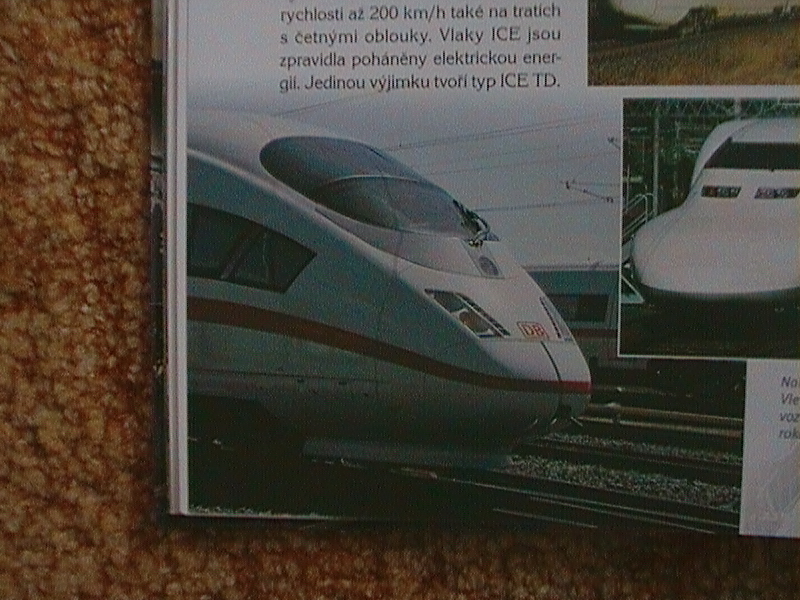 rychlosti až 200 km/h také na tratích
s četnými oblouky. Vlaky ICE jsou
zpravidla poháněny elektrickou ener-
gií. Jedinou výjimku tvoří typ ICE TD.
DB